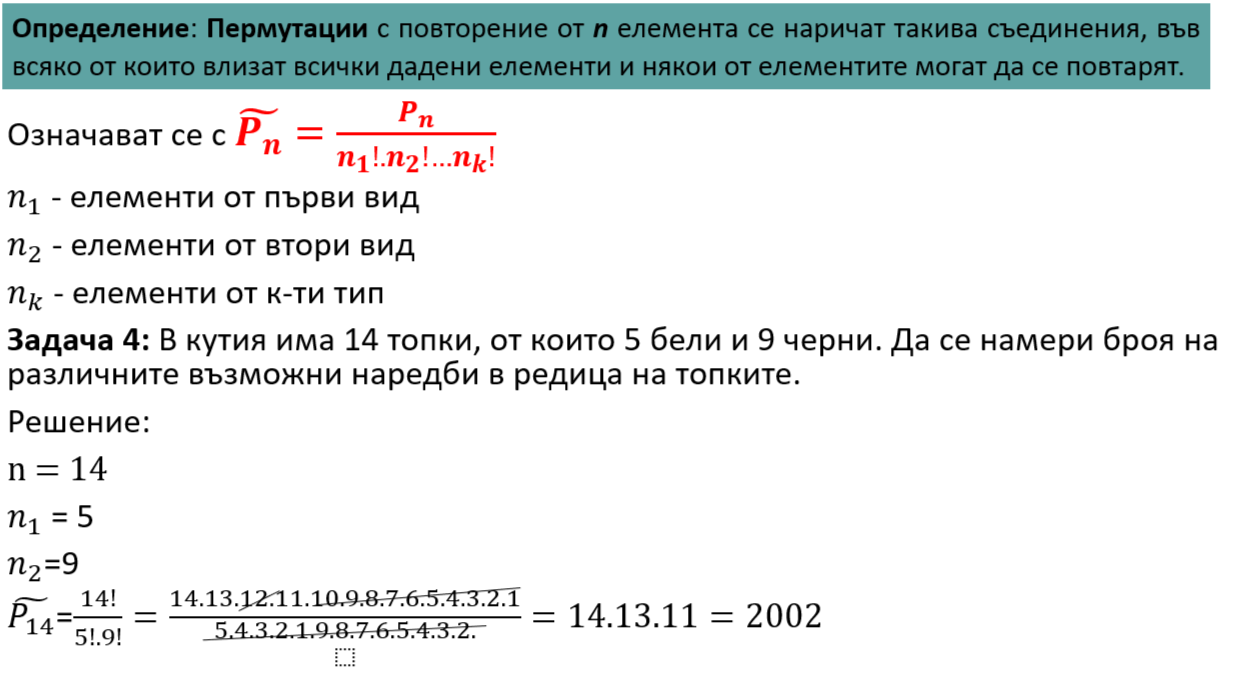 Определение: Пермутации с повторение от n елемента се наричат такива съединения, във
всяко от които влизат всички дадени елементи и някои от елементите могат да се повтарят.
Означават се с \widetilde{P_n} = \frac{P_n}{n_1!.n_2!...n_k!}
n_1 - елементи от първи вид
n_2 - елементи от втори вид
n_k - елементи от к-ти тип
Задача 4: В кутия има 14 топки, от които 5 бели и 9 черни. Да се намери броя на
различните възможни наредби в редица на топките.
Решение:
n = 14
n_1 = 5
n_2=9
\widetilde{P_{14}}=\frac{14!}{5!.9!} = \frac{14.13.12.11.10.9.8.7.6.5.4.3.2.1}{5.4.3.2.1.9.8.7.6.5.4.3.2.} = 14.13.11 = 2002